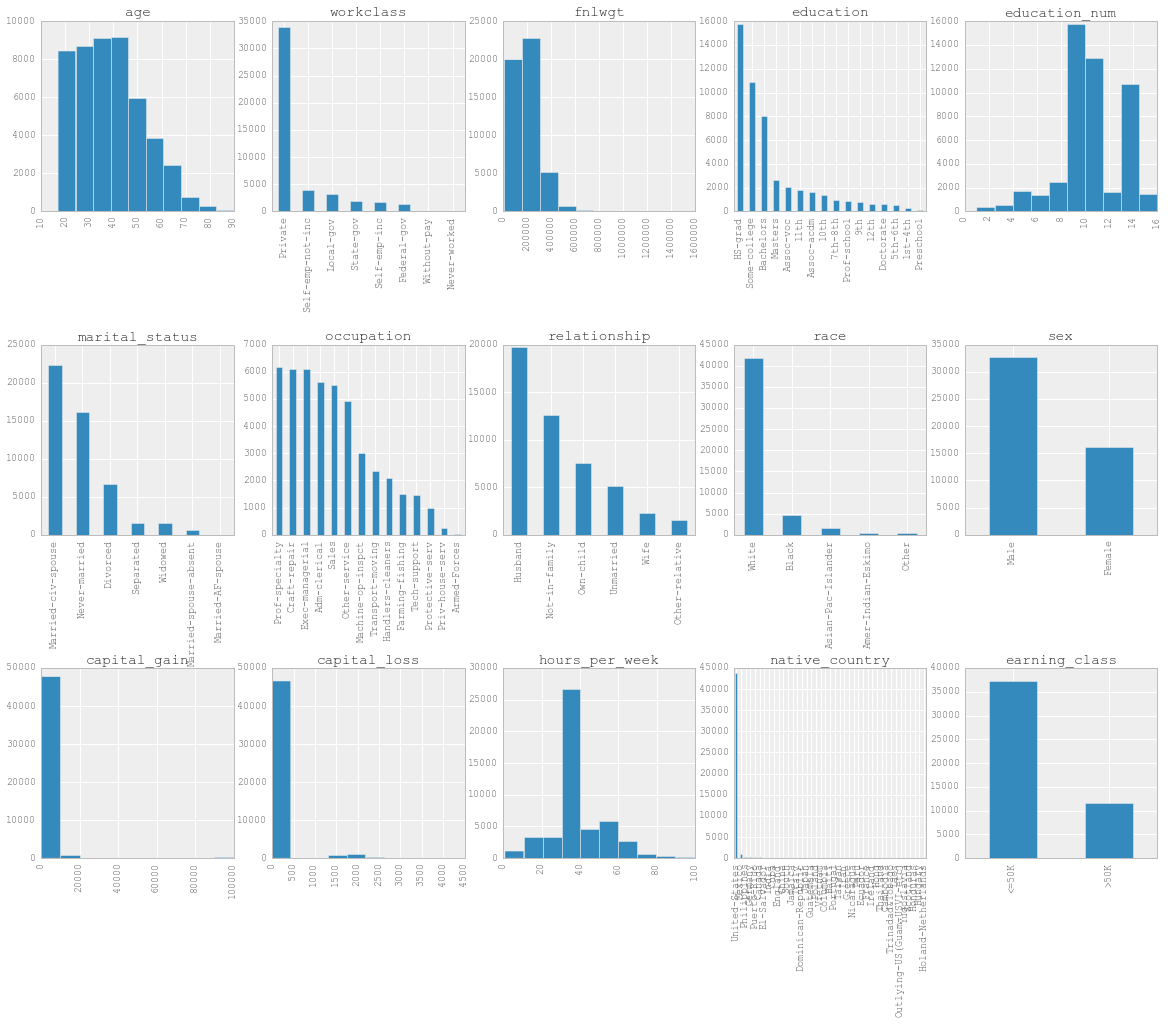 age workclass fnlwgt education education_num
10000
8000
6000
4000
2000
0
10 20 30 40 50 60 70 80 90
35000
30000
25000
20000
15000
10000
5000
0
Private
Self-emp-not-inc
Local-gov
State-gov
Self-emp-inc
Federal-gov
Without-pay
Never-worked
25000
20000
15000
10000
5000
0
200000 400000 600000 800000 1000000 1200000 1400000 1600000
16000
14000
12000
10000
8000
6000
4000
2000
0
HS-grad
Some-college
Bachelors
Masters
Assoc-voc
11th
Assoc-acdm
10th
7th-8th
Prof-school
9th
12th
Doctorate
5th-6th
1st-4th
Preschool
16000
14000
12000
10000
8000
6000
4000
2000
0
0 2 4 6 8 10 12 14 16
marital_status occupation relationship race sex
25000
20000
15000
10000
5000
0
Married-civ-spouse
Never-married
Divorced
Separated
Widowed
Married-spouse-absent
Married-AF-spouse
7000
6000
5000
4000
3000
2000
1000
0
Prof-specialty
Craft-repair
Exec-managerial
Adm-clerical
Sales
Other-service
Machine-op-inspct
Transport-moving
Handlers-cleaners
Farming-fishing
Tech-support
Protective-serv
Priv-house-serv
Armed-Forces
20000
15000
10000
5000
0
Husband
Not-in-family
Own-child
Unmarried
Wife
Other-relative
45000
40000
35000
30000
25000
20000
15000
10000
5000
0
White
Black
Asian-Pac-Islander
Amer-Indian-Eskimo
Other
35000
30000
25000
20000
15000
10000
5000
0
Male
Female
capital_gain capital_loss hours_per_week native_country earning_class
50000
40000
30000
20000
10000
0
0 20000 40000 60000 80000 100000
50000
40000
30000
20000
10000
0
0 500 1000 1500 2000 2500 3000 3500 4000 4500
30000
25000
20000
15000
10000
5000
0
0 20 40 60 80 100
45000
40000
35000
30000
25000
20000
15000
10000
5000
0
United-States
Mexico
Philippines
Puerto-Rico
El-Salvador
England
Jamaica
Dominican-Republic
Guatemala
Columbia
Nicaragua
Ireland
Trinadad&Tobago
Outlying-US(Guam-USVI-etc)
Holand-Netherlands
40000
35000
30000
25000
20000
15000
10000
5000
0
<=50K
>50K